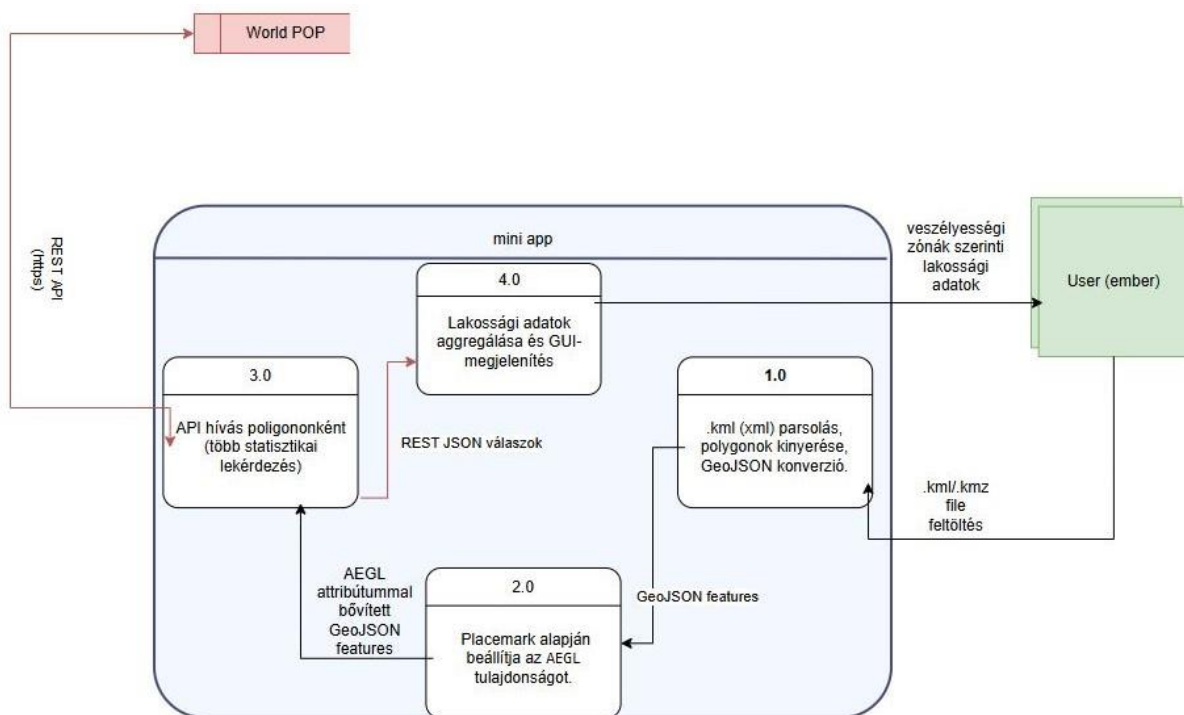 World POP
REST API
(https)
mini app
4.0
Lakossági adatok
aggregálása és GUI-
megjelenítés
veszélyességi
zónák szerinti
lakossági
adatok
User (ember)
3.0
API hívás poligononként
(több statisztikai
lekérdezés)
REST JSON válaszok
1.0
.kml (xml) parsolás,
polygonok kinyerése,
GeoJSON konverzió.
.kml/.kmz
file
feltöltés
AEGL
attribútummal
bővített
GeoJSON
features
2.0
Placemark alapján
beállítja az AEGL
tulajdonságot.
GeoJSON features